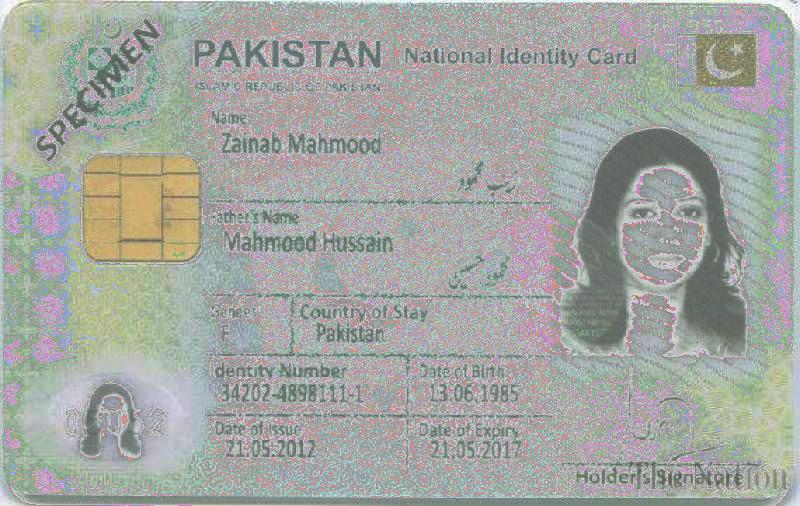 SPECIMEN
PAKISTAN National Identity Card
ISLAMIC REPUBLIC OF PAKISTAN
Name
Zainab Mahmood
زینب محمود
Father's Name
Mahmood Hussain
محمود حسین
Gender Country of Stay
F Pakistan
Identity Number Date of Birth
34202-4898111-1 13.06.1985
Date of Issue Date of Expiry
21.05.2012 21.05.2017
Holder's Signature
The Nation